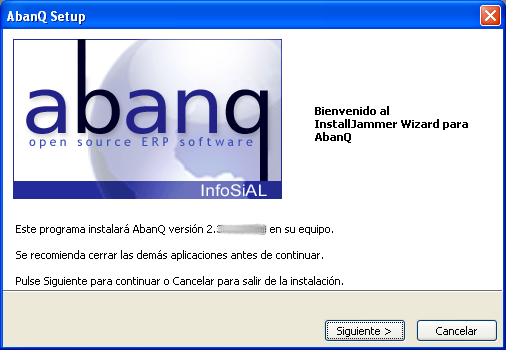 AbanQ Setup
abanq
open source ERP software
InfoSiAL
Bienvenido al
InstallJammer Wizard para
AbanQ
Este programa instalará AbanQ versión 2. en su equipo.
Se recomienda cerrar las demás aplicaciones antes de continuar.
Pulse Siguiente para continuar o Cancelar para salir de la instalación.
Siguiente >
Cancelar